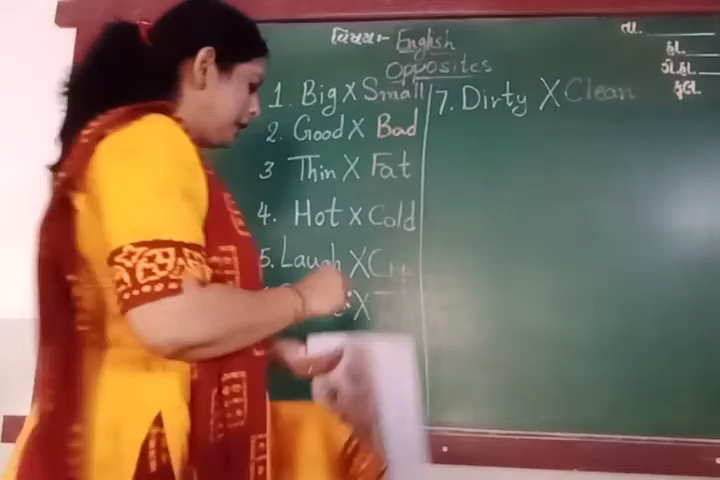 વિષય:- English
Opposites
1. Big X Small
2. Good X Bad
3 Thin X Fat
4. Hot X Cold
5. Laugh X Cry
X
7. Dirty X Clean
તા.
હા.
ગે.હા.
કુલ.